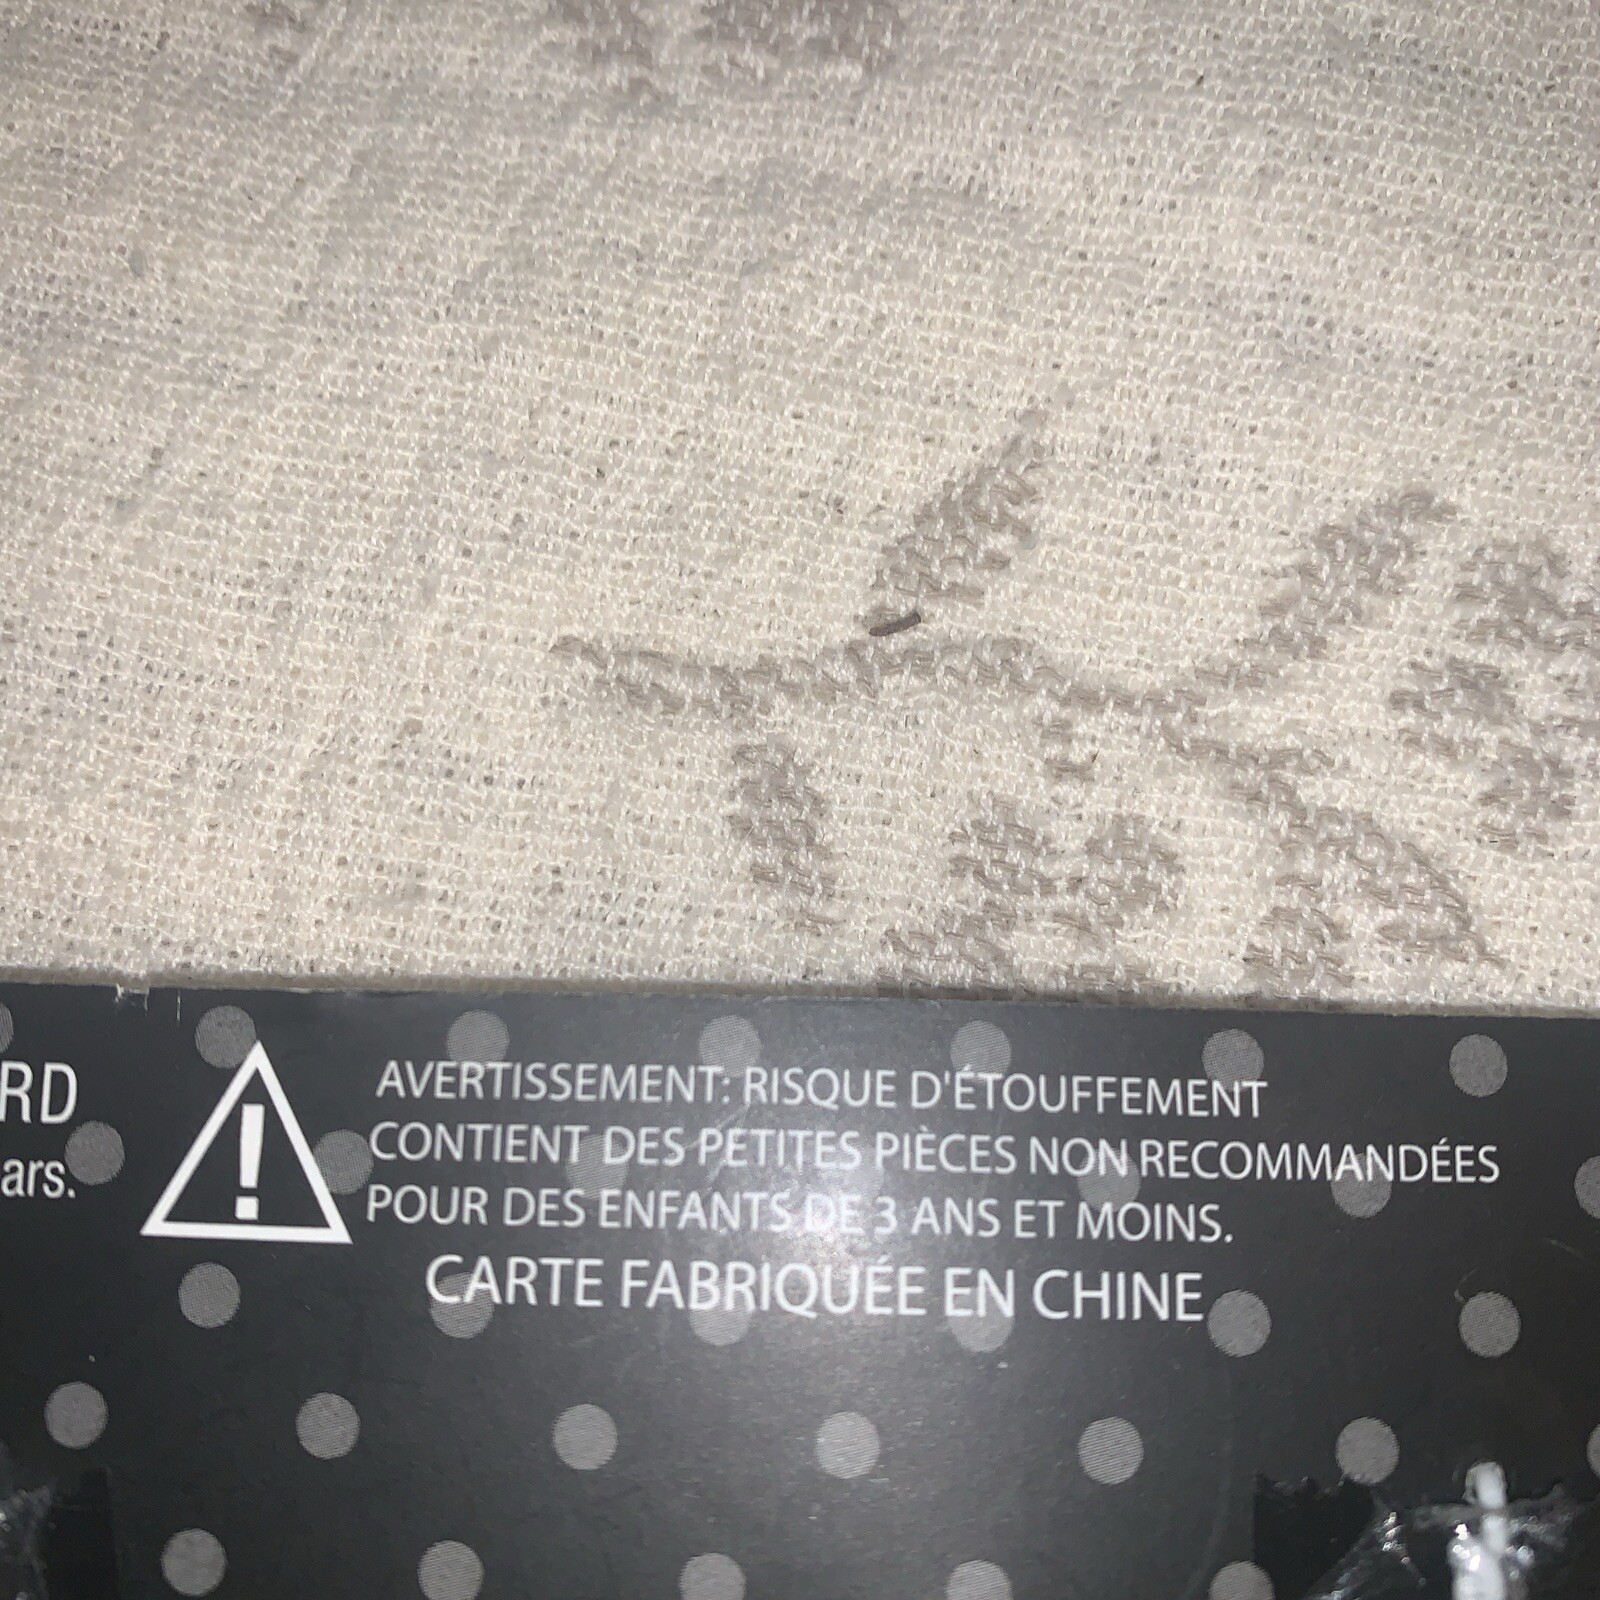 RD
ars.
AVERTISSEMENT: RISQUE D'ÉTOUFFEMENT
CONTIENT DES PETITES PIÈCES NON RECOMMANDÉES
POUR DES ENFANTS DE 3 ANS ET MOINS.
CARTE FABRIQUÉE EN CHINE